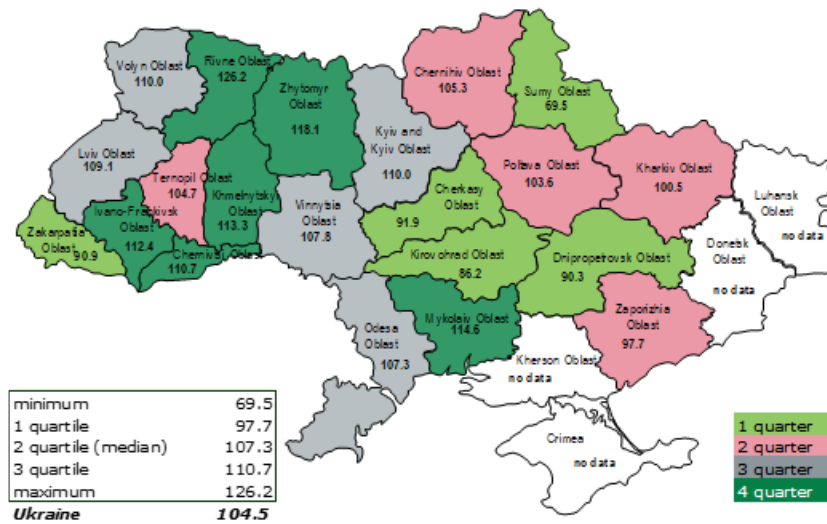 Volyn Oblast
110.0
Rivne Oblast
126.2
Zhytomyr
Oblast
118.1
Kyiv and
Kyiv Oblast
110.0
Chernihiv Oblast
105.3
Sumy Oblast
69.5
Lviv Oblast
109.1
Ternopil Oblast
104.7
Khmelnytskyi
Oblast
113.3
Vinnytsia
Oblast
107.8
Cherkasy
Oblast
91.9
Poltava Oblast
103.6
Kharkiv Oblast
100.5
Luhansk
Oblast
no data
Zakarpattia
Oblast
90.9
Ivano-Frankivsk
Oblast
112.4
Chernivtsi Oblast
110.7
Kirovohrad Oblast
86.2
Dnipropetrovsk Oblast
90.3
Donetsk
Oblast
no data
Odesa
Oblast
107.3
Mykolaiv Oblast
114.6
Kherson Oblast
no data
Zaporizhia
Oblast
97.7
Crimea
no data
minimum 69.5
1 quartile 97.7
2 quartile (median) 107.3
3 quartile 110.7
maximum 126.2
Ukraine 104.5
1 quarter
2 quarter
3 quarter
4 quarter